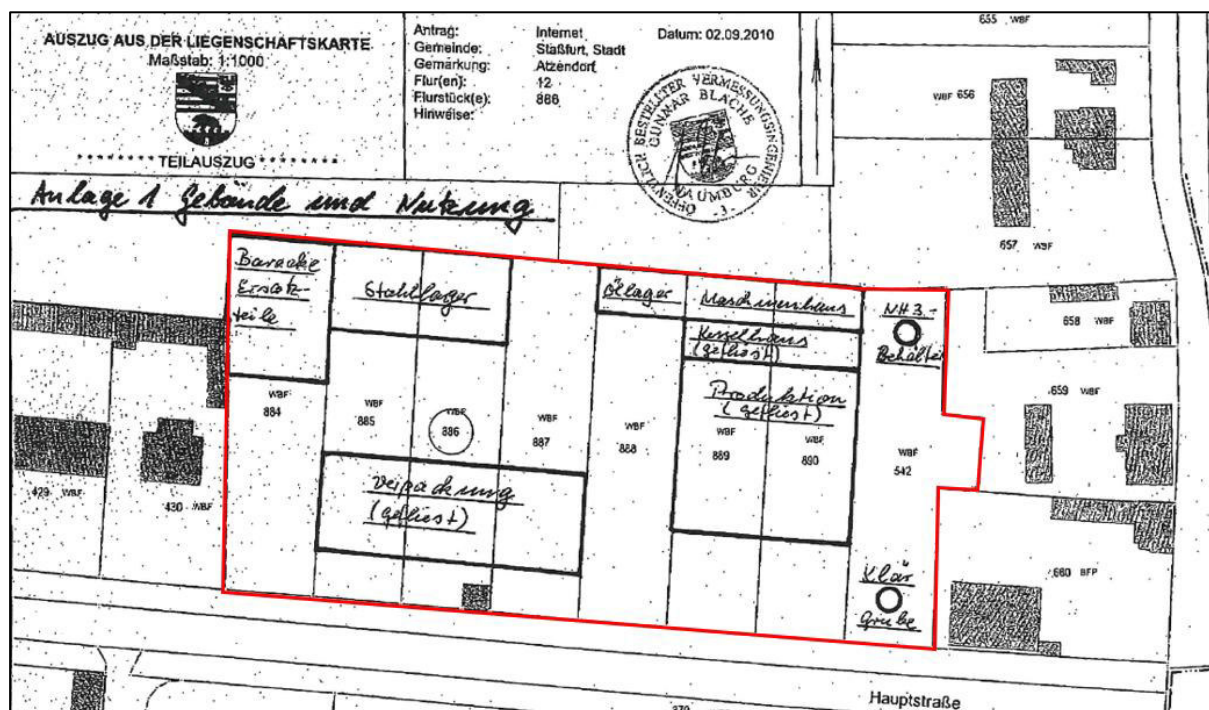 AUSZUG AUS DER LIEGENSCHAFTSKARTE
Maßstab: 1:1000
******* TEILAUSZUG *******
Antrag: Internet
Gemeinde: Staßfurt, Stadt
Gemarkung: Atzendorf
Flur(en): 12
Flurstück(e): 886
Hinweise:
Datum: 02.09.2010
ÖFFENTLICH BESTELLTER VERMESSUNGSINGENIEUR
GUNAR BLACHE
NAUMBURG
- 3 -
Anlage 1 Gebäude und Nutzung
655 WBF
WBF 656
657 WBF
658 WBF
659
WBF
660 BFP
Baracke
Ersatz-
teile
Stahllager
Öllager
Maschinenhaus
Kesselhaus
(gefliest)
Produktion
(gefliest)
NH3-
Behälter
WBF
884
WBF
885
WBF
886
WBF
887
WBF
888
WBF
889
WBF
890
WBF
542
429 WBF
430 WBF
Verpackung
(gefliest)
Klär
Grube
Hauptstraße